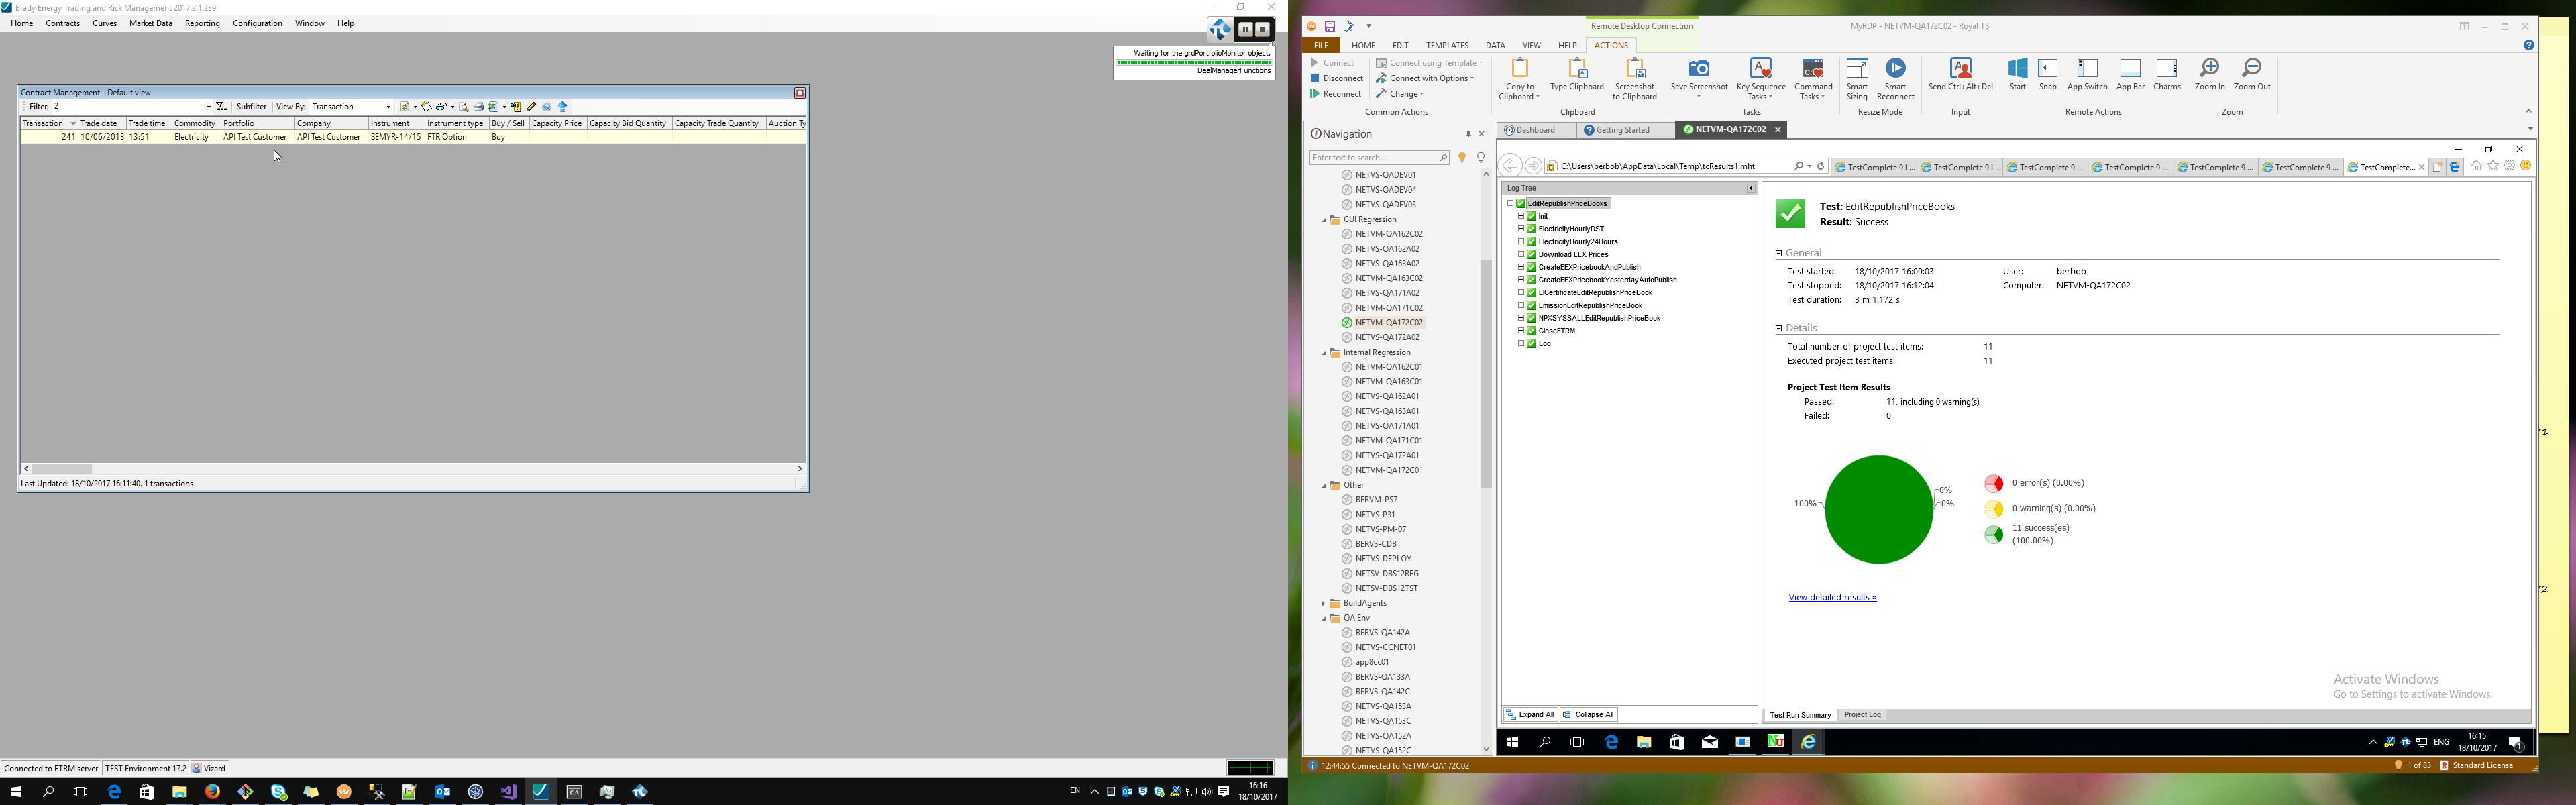 Brady Energy Trading and Risk Management 2017.2.1.239
Home Contracts Curves Market Data Reporting Configuration Window Help
Waiting for the grdPortfolioMonitor object.
DealManagerFunctions
Contract Management - Default view
Filter: 2 Subfilter View By: Transaction
Transaction Trade date Trade time Commodity Portfolio Company Instrument Instrument type Buy / Sell Capacity Price Capacity Bid Quantity Capacity Trade Quantity Auction Ty
241 10/06/2013 13:51 Electricity API Test Customer API Test Customer SEMYR-14/15 FTR Option Buy
Last Updated: 18/10/2017 16:11:40. 1 transactions
Connected to ETRM server TEST Environment 17.2 Vizard
EN 16:16
18/10/2017
Remote Desktop Connection MyRDP - NETVM-QA172C02 - Royal TS
FILE HOME EDIT TEMPLATES DATA VIEW HELP ACTIONS
Connect
Disconnect
Reconnect
Connect using Template
Connect with Options
Change
Common Actions
Copy to Clipboard
Type Clipboard
Screenshot to Clipboard
Clipboard
Save Screenshot
Key Sequence Tasks
Command Tasks
Tasks
Smart Sizing
Smart Reconnect
Resize Mode
Send Ctrl+Alt+Del
Input
Start Snap App Switch App Bar Charms
Remote Actions
Zoom In Zoom Out
Zoom
Navigation
Enter text to search...
NETVS-QADEV01
NETVS-QADEV04
NETVS-QADEV03
GUI Regression
NETVM-QA162C02
NETVS-QA162A02
NETVS-QA163A02
NETVM-QA163C02
NETVS-QA171A02
NETVM-QA171C02
NETVM-QA172C02
NETVS-QA172A02
Internal Regression
NETVM-QA162C01
NETVM-QA163C01
NETVS-QA162A01
NETVS-QA163A01
NETVS-QA171A01
NETVM-QA171C01
NETVS-QA172A01
NETVM-QA172C01
Other
BERVM-PS7
NETVS-P31
NETVS-PM-07
BERVS-CDB
NETVS-DEPLOY
NETSV-DBS12REG
NETSV-DBS12TST
BuildAgents
QA Env
BERVS-QA142A
NETVS-CCNET01
app8cc01
BERVS-QA133A
BERVS-QA142C
NETVS-QA153A
NETVS-QA153C
NETVS-QA152A
NETVS-QA152C
Dashboard Getting Started NETVM-QA172C02
C:\Users\berbob\AppData\Local\Temp\tcResults1.mht
TestComplete 9 L... TestComplete 9 L... TestComplete 9 ... TestComplete 9 ... TestComplete 9 ... TestComplete 9 ... TestComplete...
Log Tree
EditRepublishPriceBooks
Init
ElectricityHourlyDST
ElectricityHourly24Hours
Download EEX Prices
CreateEEXPricebookAndPublish
CreateEEXPricebookYesterdayAutoPublish
ElCertificateEditRepublishPriceBook
EmissionEditRepublishPriceBook
NPXSYSSALLEditRepublishPriceBook
CloseETRM
Log
Expand All Collapse All
Test: EditRepublishPriceBooks
Result: Success
General
Test started: 18/10/2017 16:09:03 User: berbob
Test stopped: 18/10/2017 16:12:04 Computer: NETVM-QA172C02
Test duration: 3 m 1.172 s
Details
Total number of project test items: 11
Executed project test items: 11
Project Test Item Results
Passed: 11, including 0 warning(s)
Failed: 0
100% 0%
0%
0 error(s) (0.00%)
0 warning(s) (0.00%)
11 success(es)
(100.00%)
View detailed results »
Activate Windows
Go to Settings to activate Windows.
Test Run Summary Project Log
ENG 16:15
18/10/2017
12:44:55 Connected to NETVM-QA172C02 1 of 83 Standard License